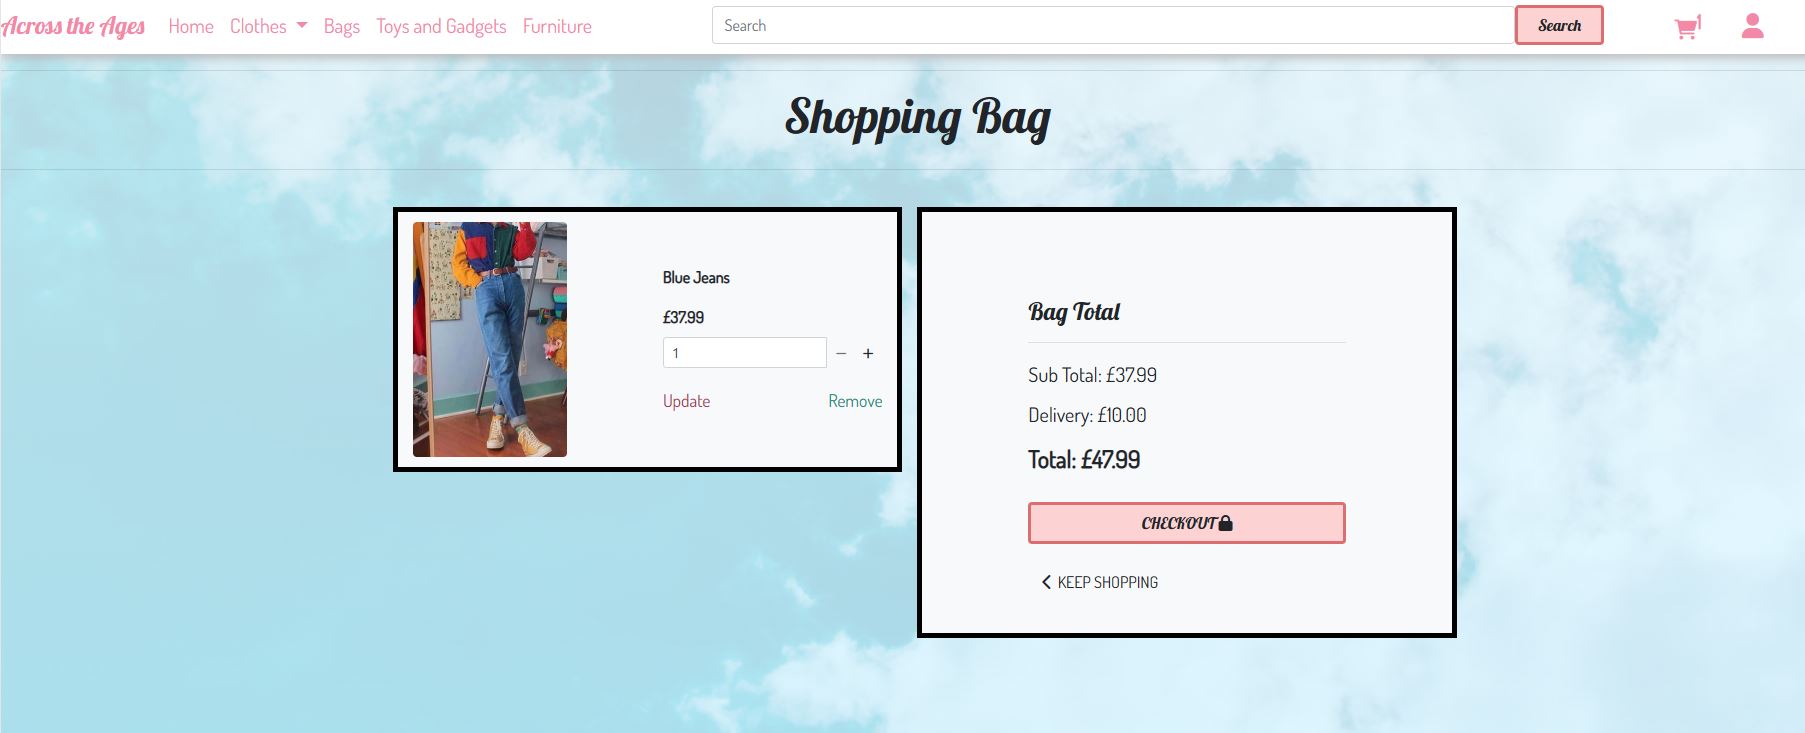 Across the Ages Home Clothes Bags Toys and Gadgets Furniture Search Search 1
Shopping Bag
Blue Jeans
£37.99
1 − +
Update Remove
Bag Total
Sub Total: £37.99
Delivery: £10.00
Total: £47.99
CHECKOUT
KEEP SHOPPING